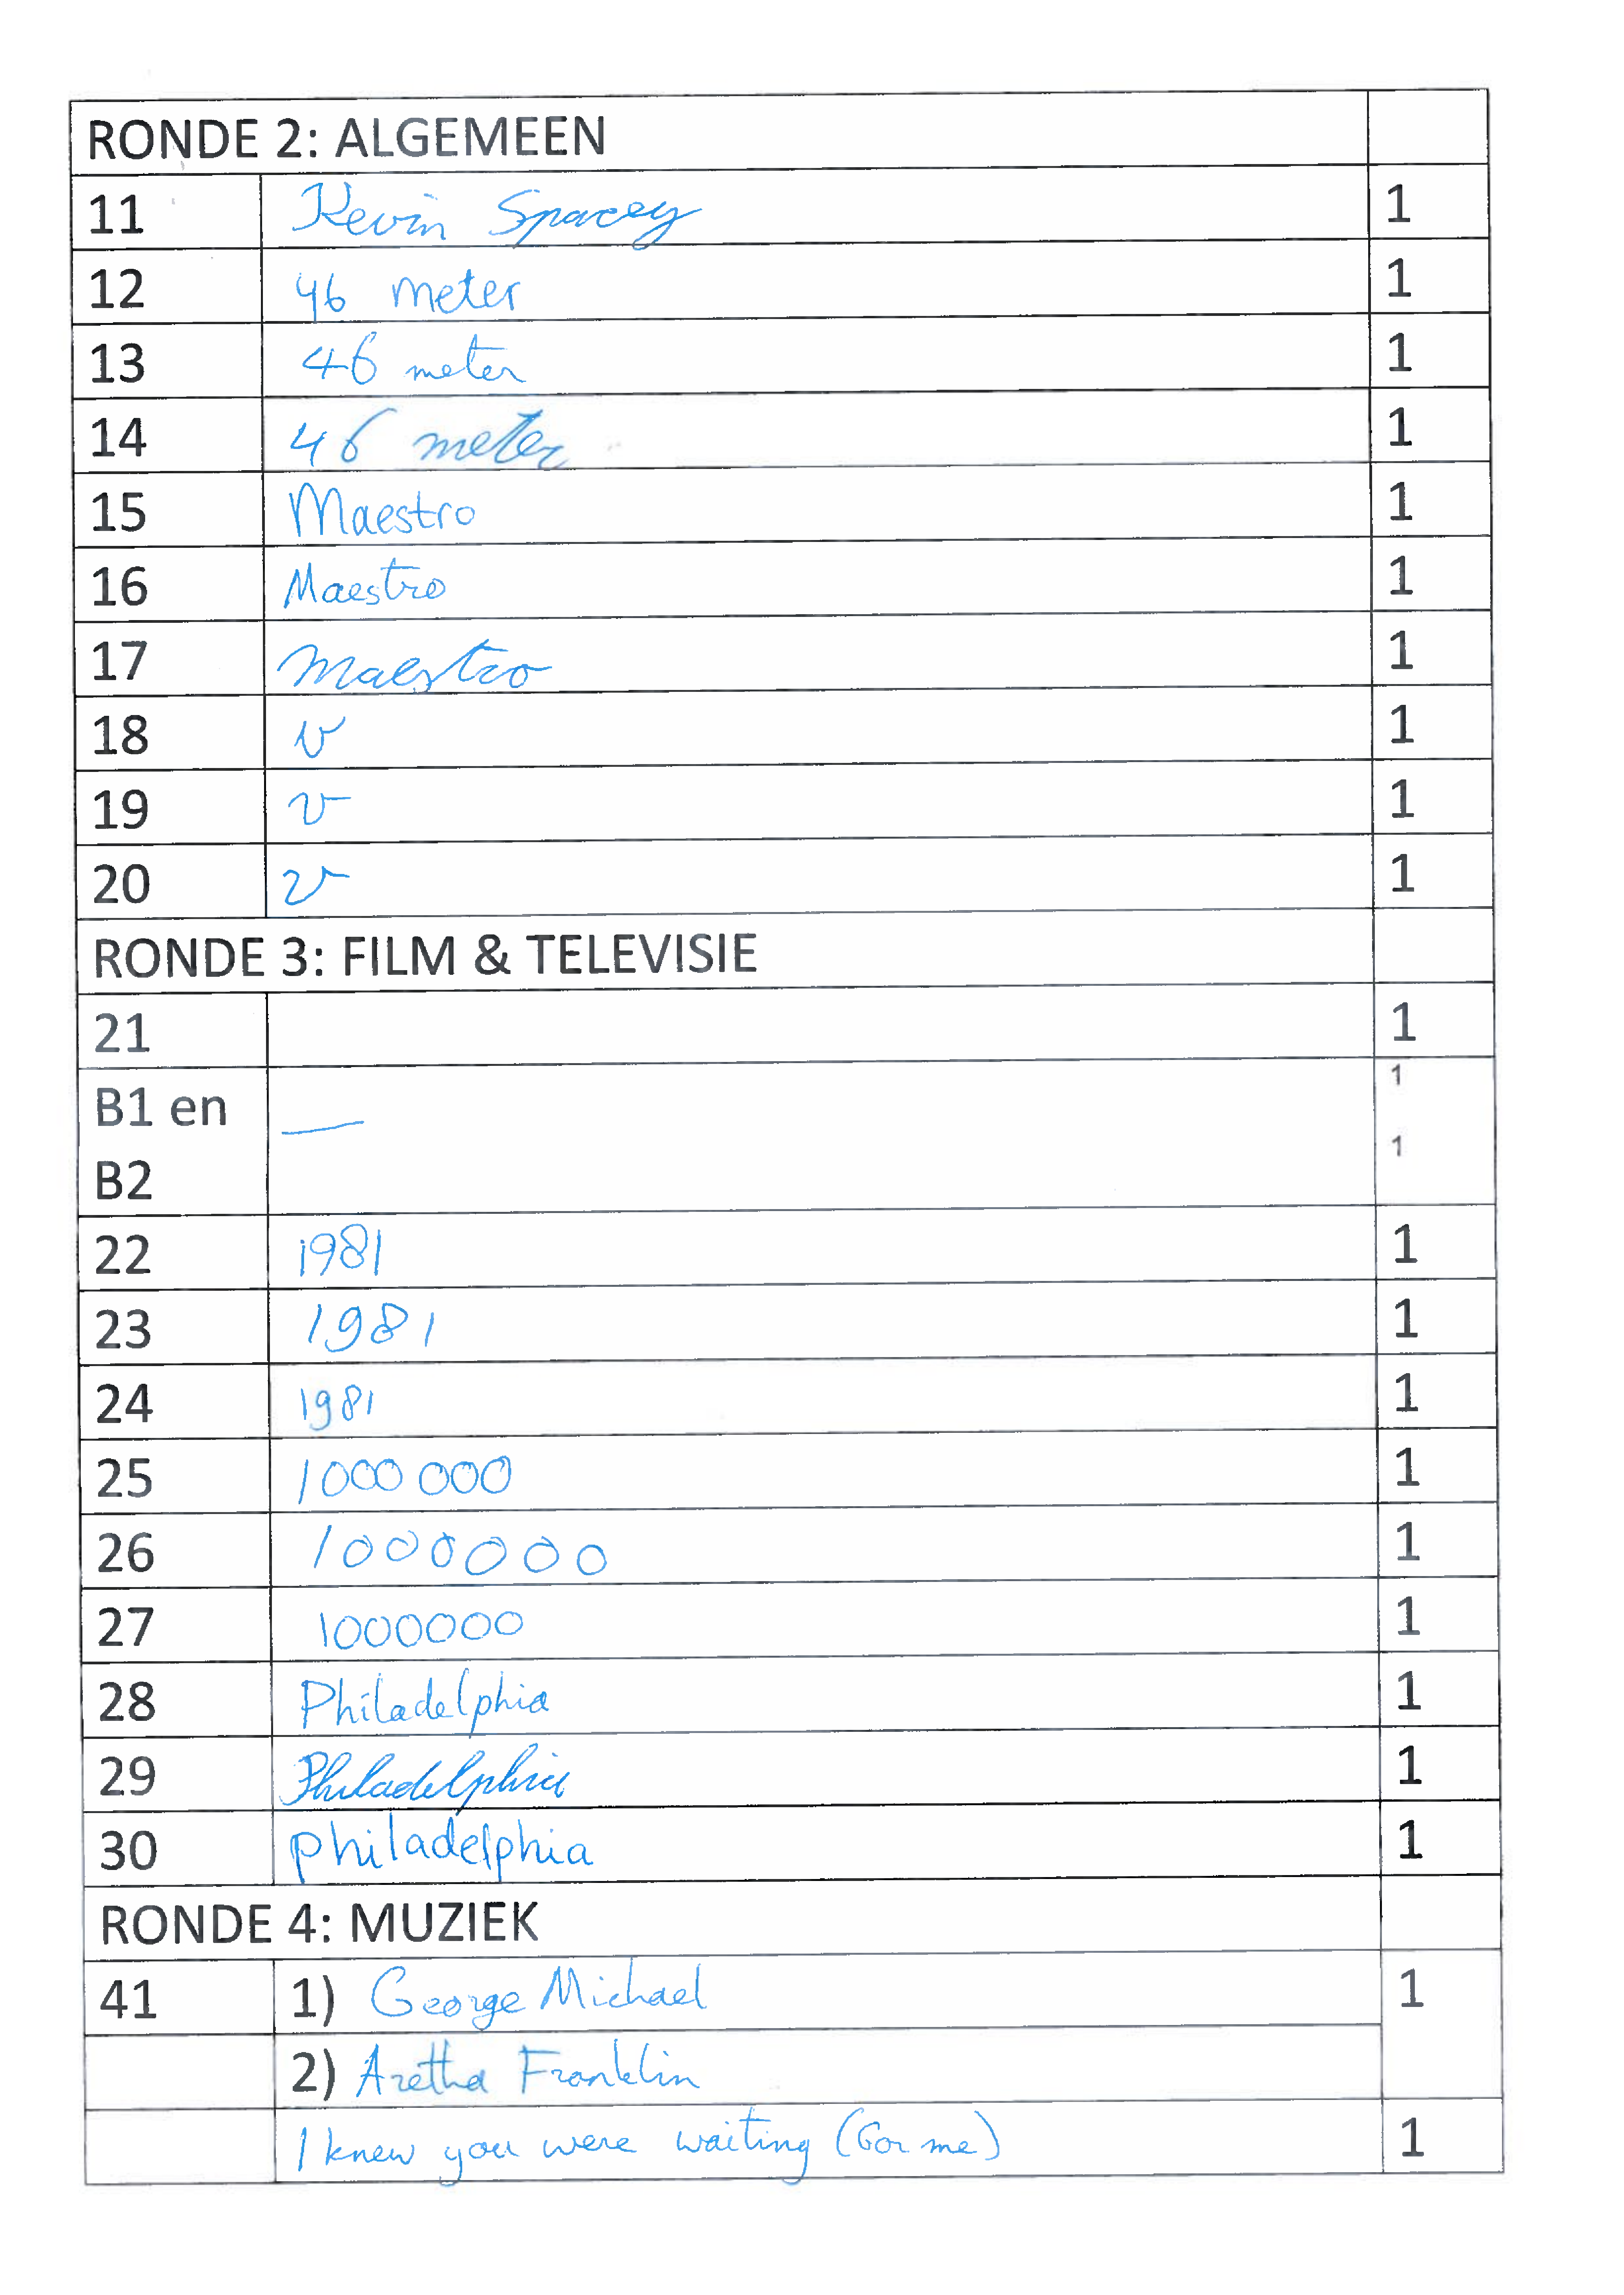 RONDE 2: ALGEMEEN
11 Kevin Spacey 1
12 46 meter 1
13 46 meter 1
14 46 meter 1
15 Maestro 1
16 Maestro 1
17 Maestro 1
18 v 1
19 v 1
20 v 1
RONDE 3: FILM & TELEVISIE
21 1
B1 en — 1
B2 1
22 1981 1
23 1981 1
24 1981 1
25 1000 000 1
26 1000000 1
27 1000000 1
28 Philadelphia 1
29 Philadelphia 1
30 philadelphia 1
RONDE 4: MUZIEK
41 1) George Michael 1
2) Aretha Franklin
I knew you were waiting (for me) 1